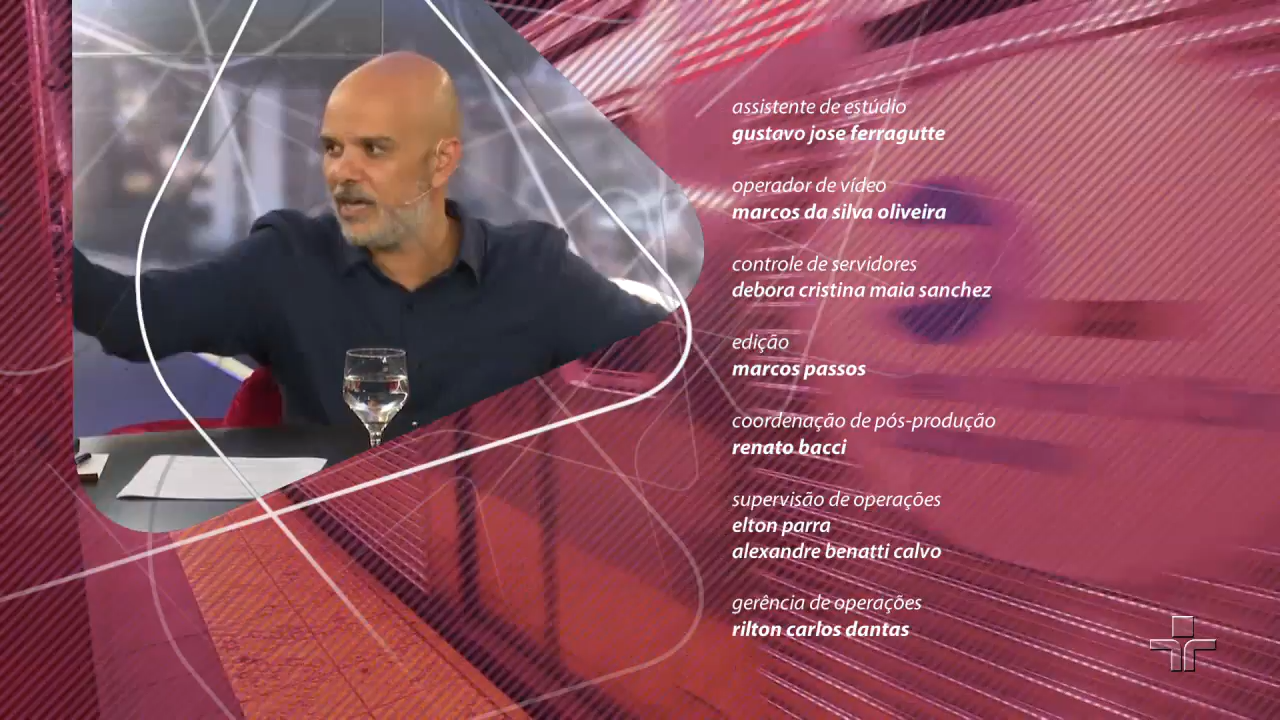 assistente de estúdio
gustavo jose ferragutte
operador de vídeo
marcos da silva oliveira
controle de servidores
debora cristina maia sanchez
edição
marcos passos
coordenação de pós-produção
renato bacci
supervisão de operações
elton parra
alexandre benatti calvo
gerência de operações
rilton carlos dantas